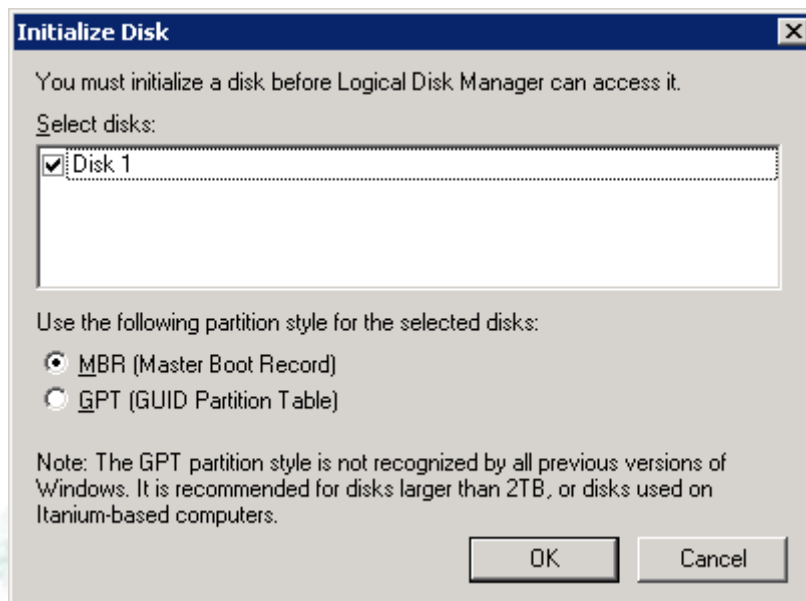 Initialize Disk
You must initialize a disk before Logical Disk Manager can access it.
Select disks:
Disk 1
Use the following partition style for the selected disks:
MBR (Master Boot Record)
GPT (GUID Partition Table)
Note: The GPT partition style is not recognized by all previous versions of
Windows. It is recommended for disks larger than 2TB, or disks used on
Itanium-based computers.
OK
Cancel